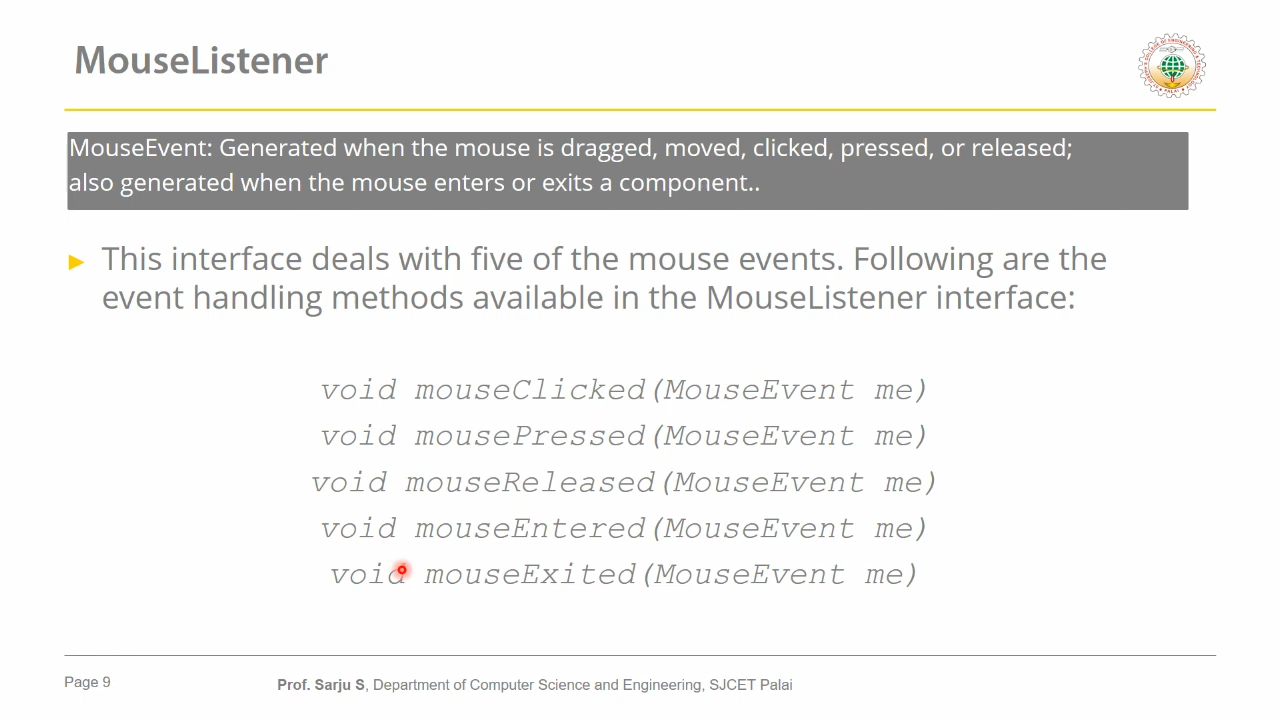 MouseListener
MouseEvent: Generated when the mouse is dragged, moved, clicked, pressed, or released;
also generated when the mouse enters or exits a component..
► This interface deals with five of the mouse events. Following are the
event handling methods available in the MouseListener interface:
void mouseClicked(MouseEvent me)
void mousePressed(MouseEvent me)
void mouseReleased(MouseEvent me)
void mouseEntered(MouseEvent me)
void mouseExited(MouseEvent me)
Page 9
Prof. Sarju S, Department of Computer Science and Engineering, SJCET Palai